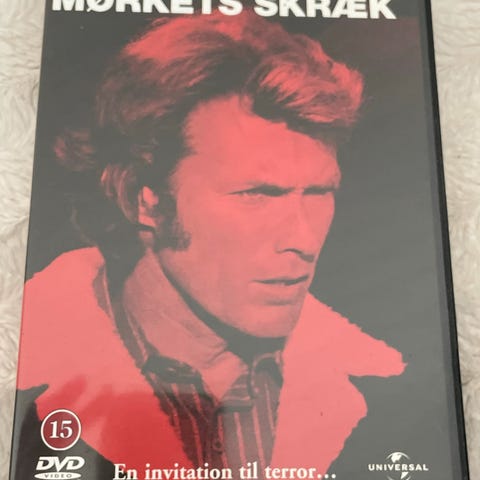 MØRKETS SKRÆK
15
DVD
VIDEO
En invitation til terror...
UNIVERSAL